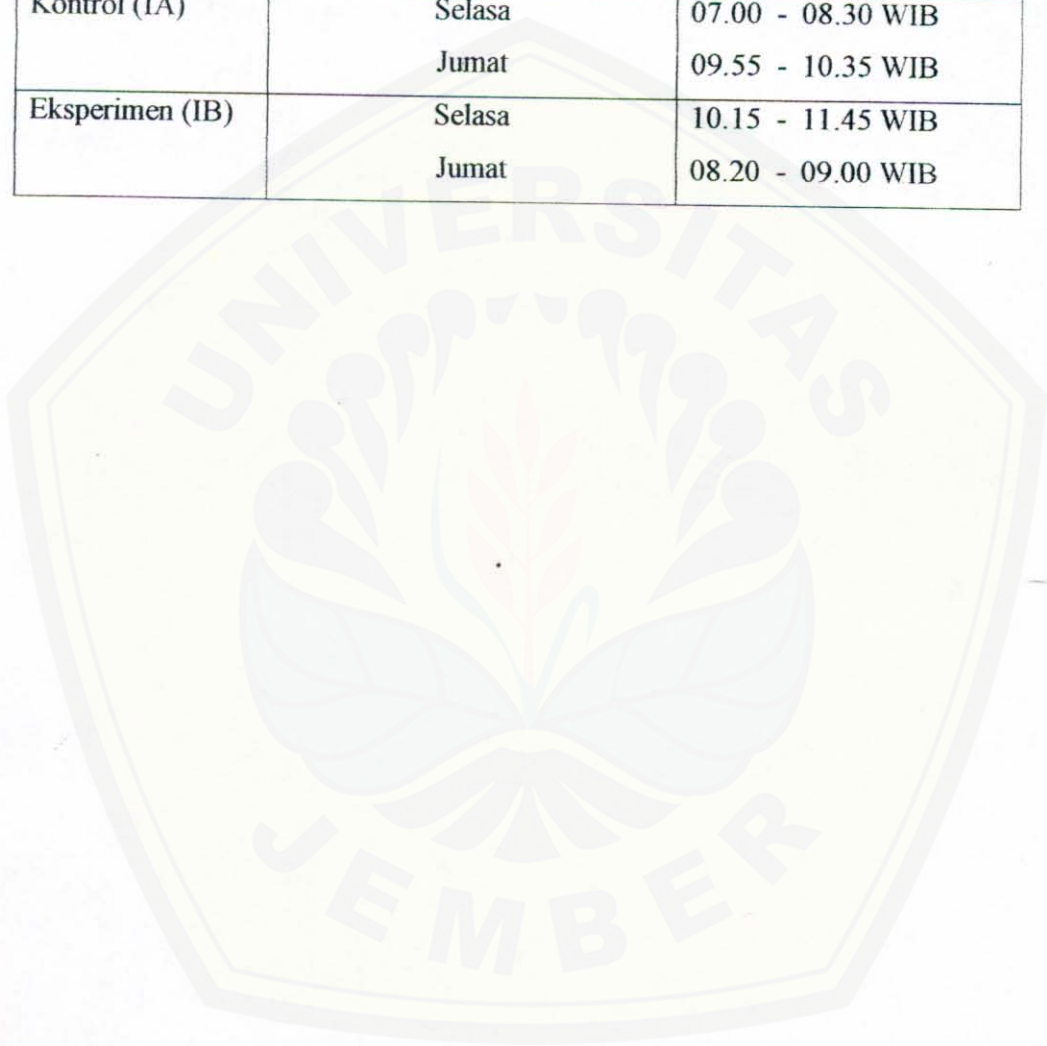 Kontrol (IA) Selasa 07.00 - 08.30 WIB
Jumat 09.55 - 10.35 WIB
Eksperimen (IB) Selasa 10.15 - 11.45 WIB
Jumat 08.20 - 09.00 WIB
UNIVERSITAS
JEMBER